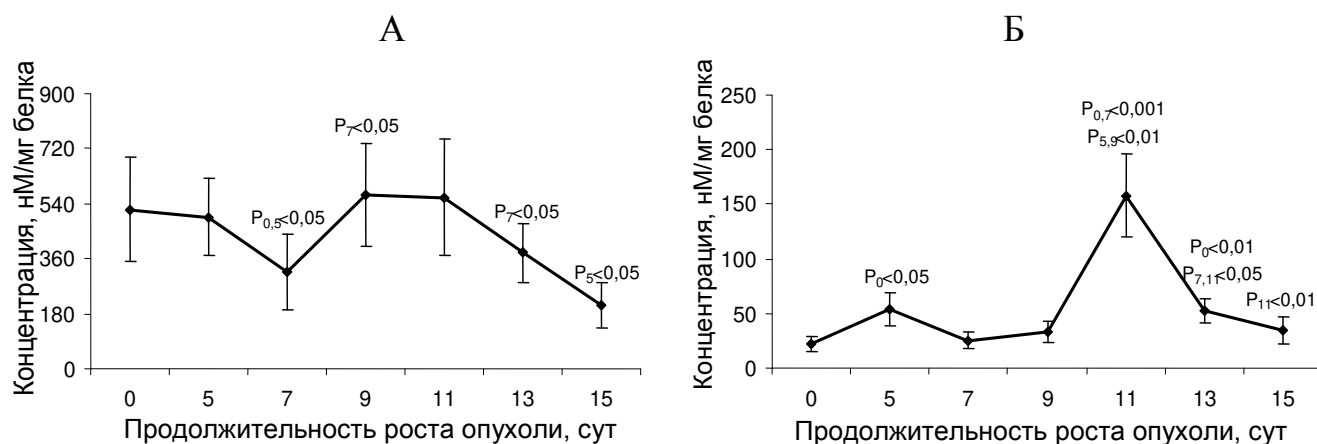 А
Концентрация, нМ/мг белка
900
720
540
360
180
0
P7<0,05
P0,5<0,05
P7<0,05
P5<0,05
0 5 7 9 11 13 15
Продолжительность роста опухоли, сут
Б
Концентрация, нМ/мг белка
250
200
150
100
50
0
P0,7<0,001
P5,9<0,01
P0<0,05
P0<0,01
P7,11<0,05
P11<0,01
0 5 7 9 11 13 15
Продолжительность роста опухоли, сут